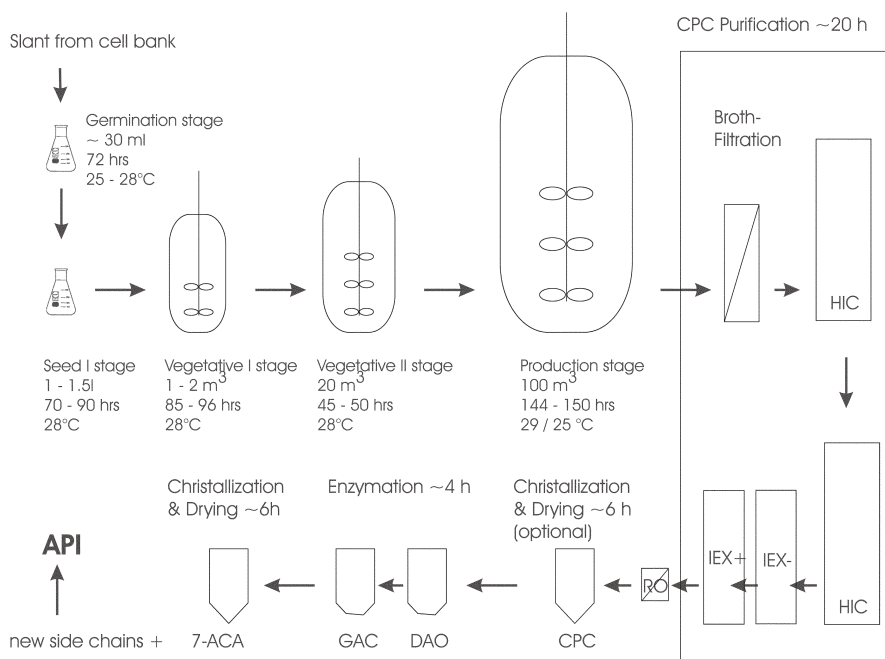 Slant from cell bank
Germination stage
~ 30 ml
72 hrs
25 - 28°C
Seed I stage
1 - 1.5l
70 - 90 hrs
28°C
Vegetative I stage
1 - 2 m³
85 - 96 hrs
28°C
Vegetative II stage
20 m³
45 - 50 hrs
28°C
Production stage
100 m³
144 - 150 hrs
29 / 25 °C
CPC Purification ~20 h
Broth-
Filtration
HIC
HIC
IEX-
IEX+
RO
Christallization
& Drying ~6 h
(optional)
CPC
Enzymation ~4 h
DAO
GAC
Christallization
& Drying ~6h
7-ACA
new side chains +
API